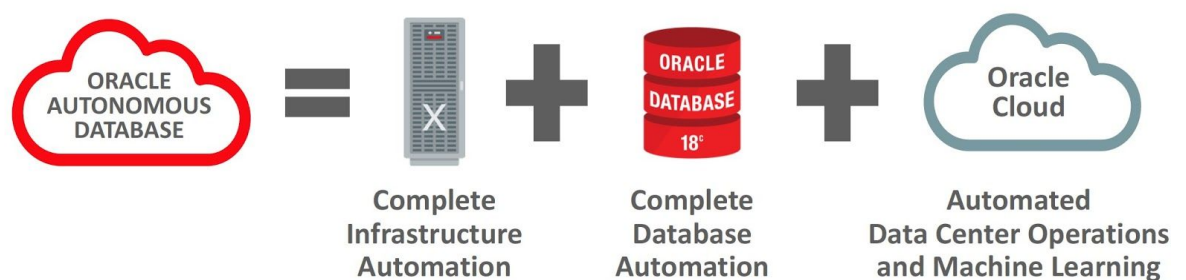 ORACLE
AUTONOMOUS
DATABASE
=
X
+
ORACLE
DATABASE
18c
+
Oracle
Cloud
Complete
Infrastructure
Automation
Complete
Database
Automation
Automated
Data Center Operations
and Machine Learning